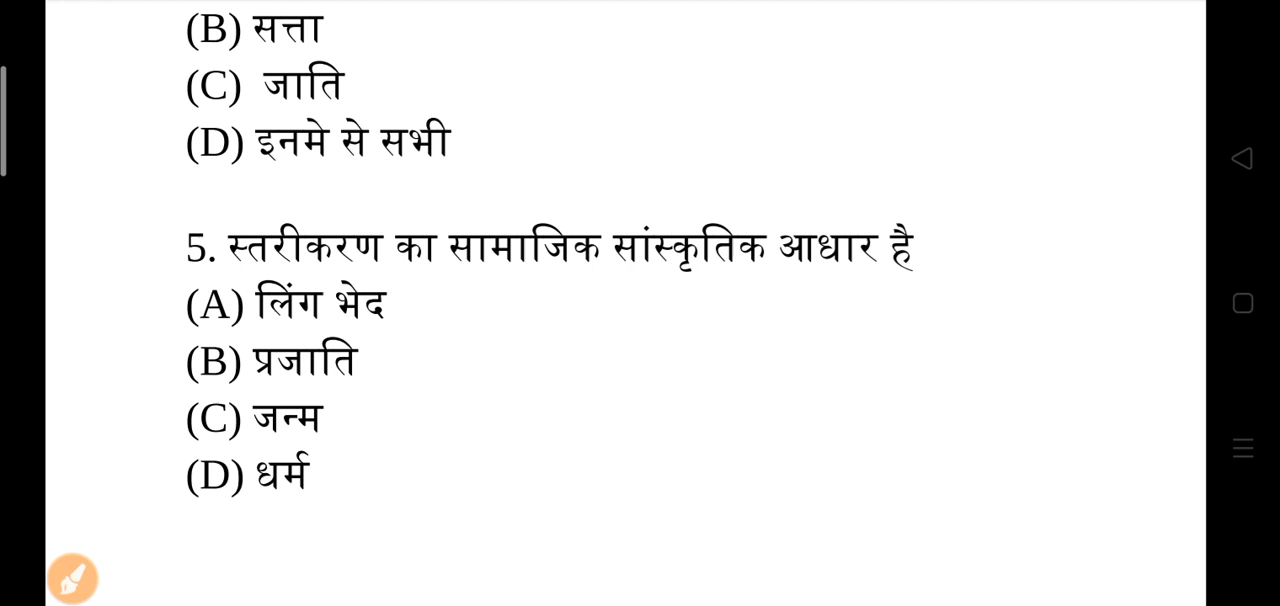 (B) सत्ता
(C) जाति
(D) इनमे से सभी
5. स्तरीकरण का सामाजिक सांस्कृतिक आधार है
(A) लिंग भेद
(B) प्रजाति
(C) जन्म
(D) धर्म